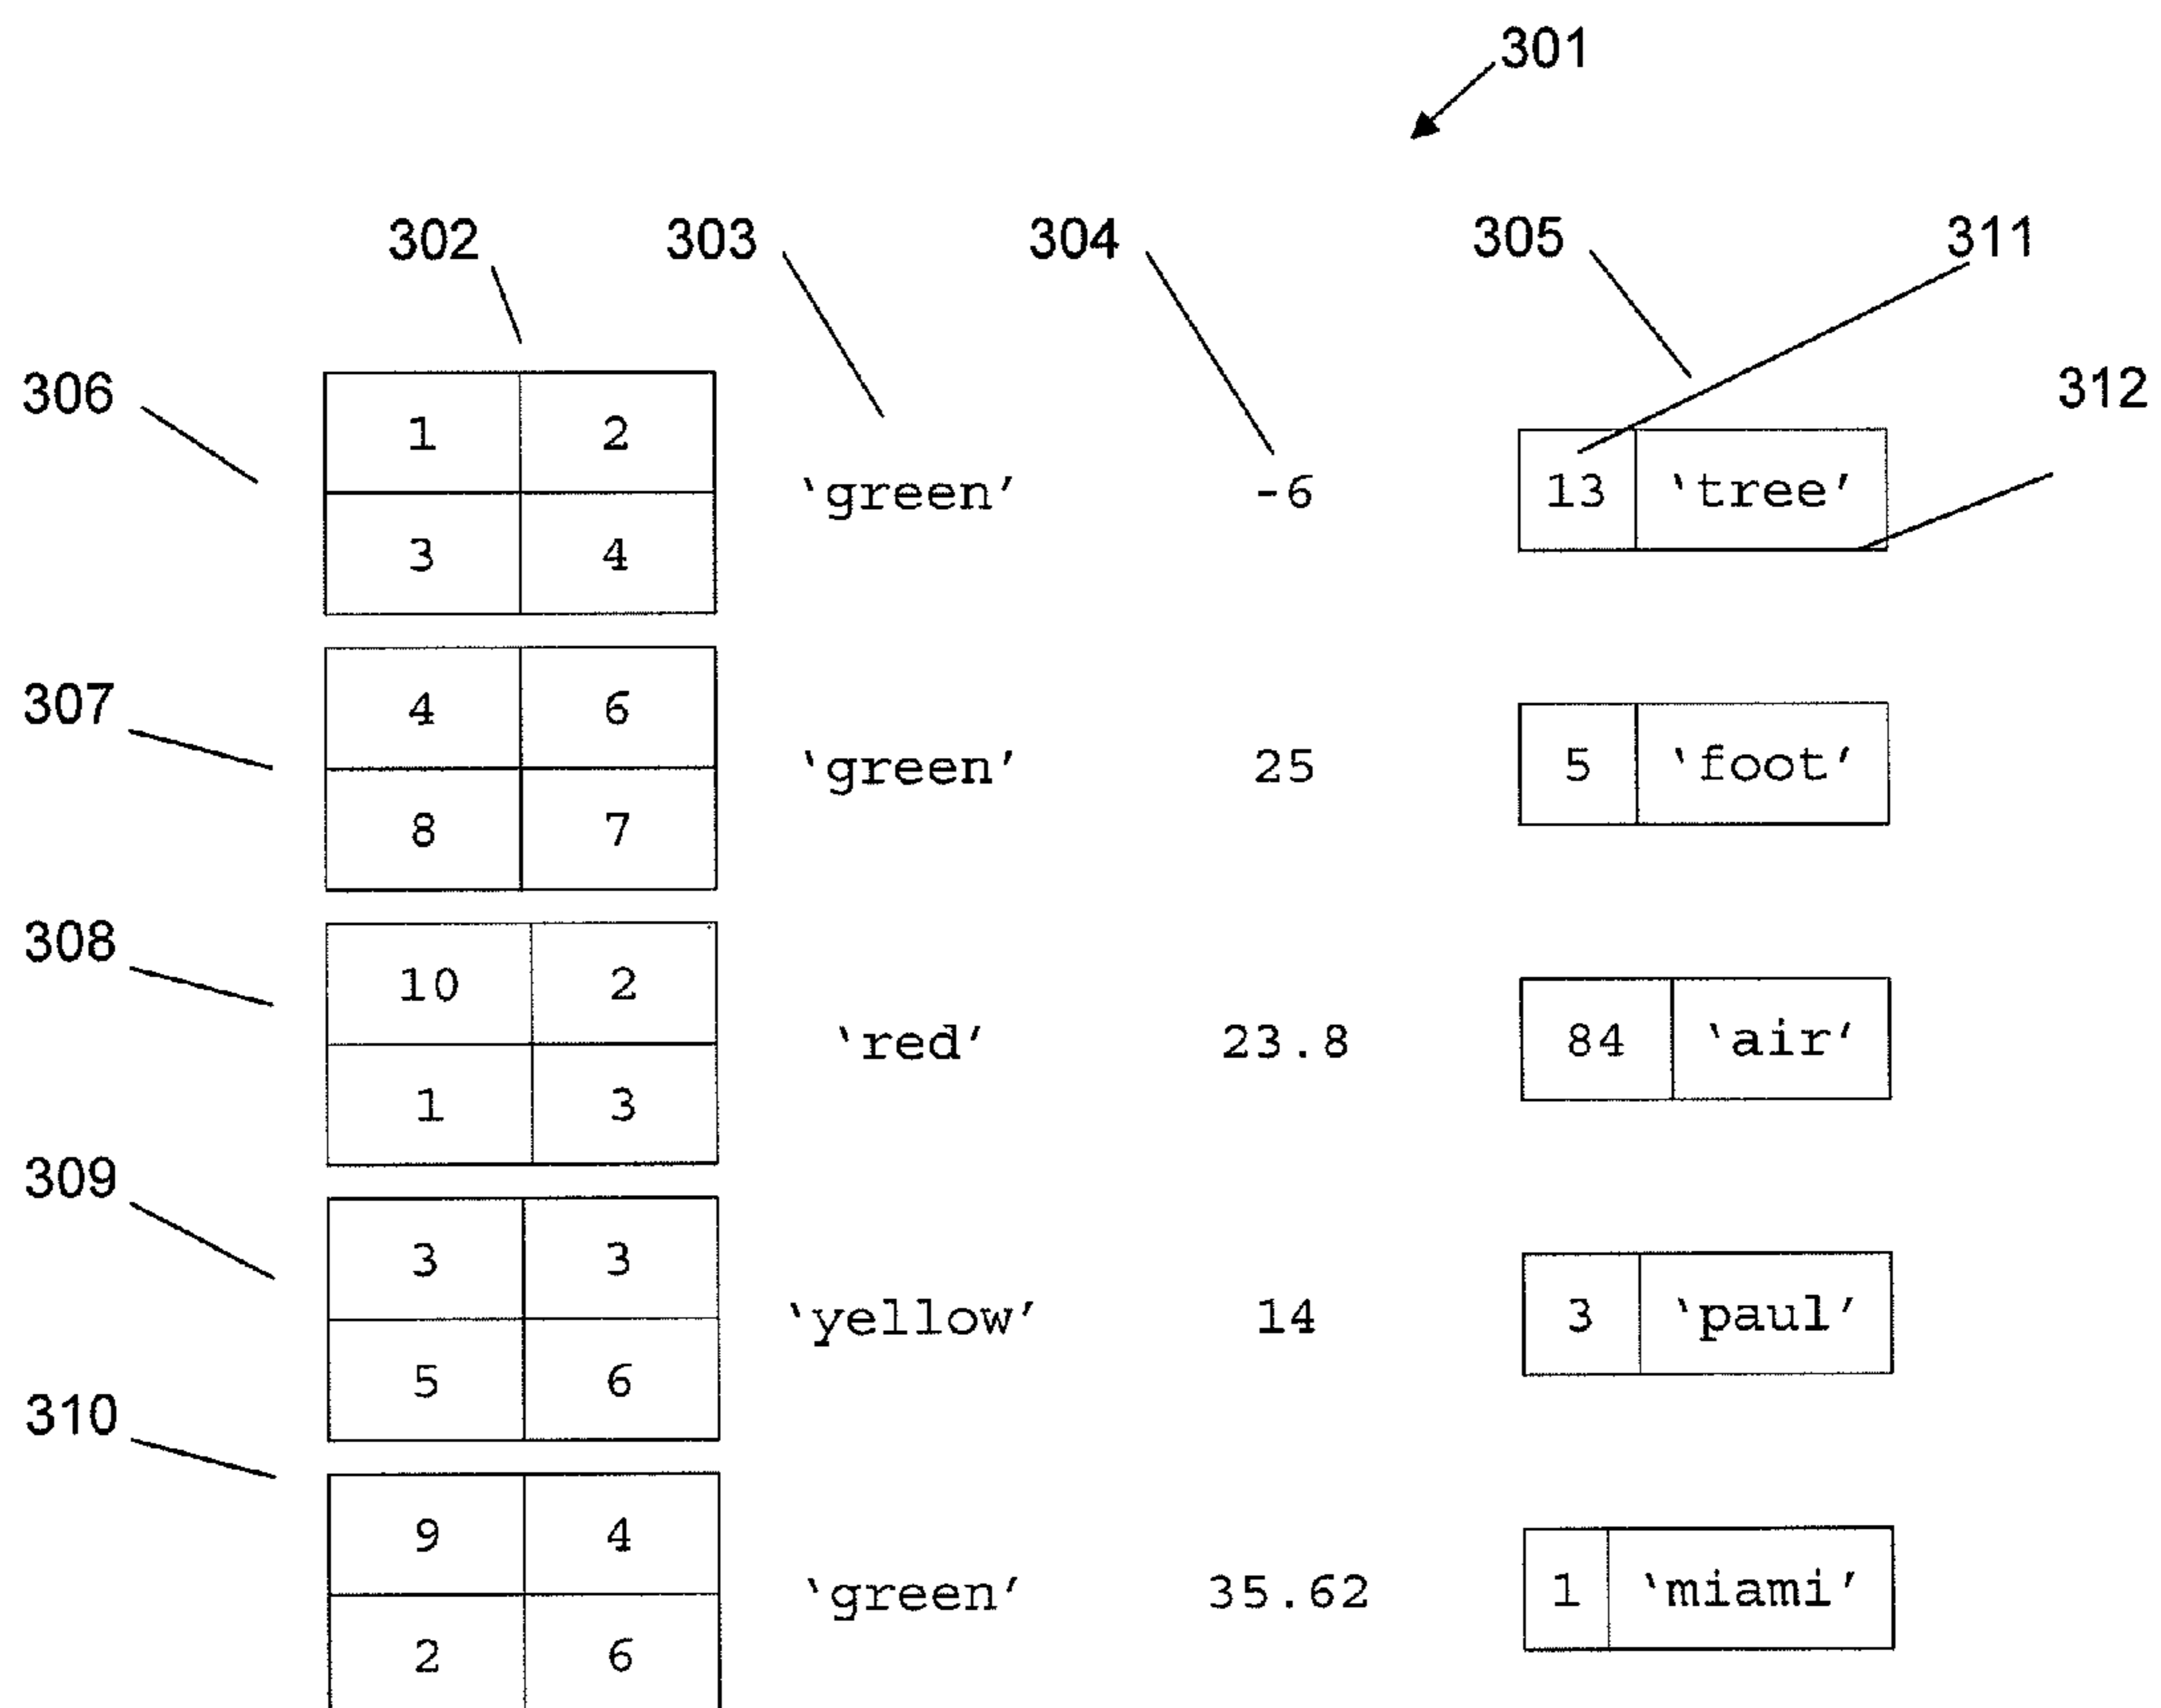 301
302 303 304 305 311
306 312
1 2
3 4
'green' -6 13 'tree'
307
4 6
8 7
'green' 25 5 'foot'
308
10 2
1 3
'red' 23.8 84 'air'
309
3 3
5 6
'yellow' 14 3 'paul'
310
9 4
2 6
'green' 35.62 1 'miami'